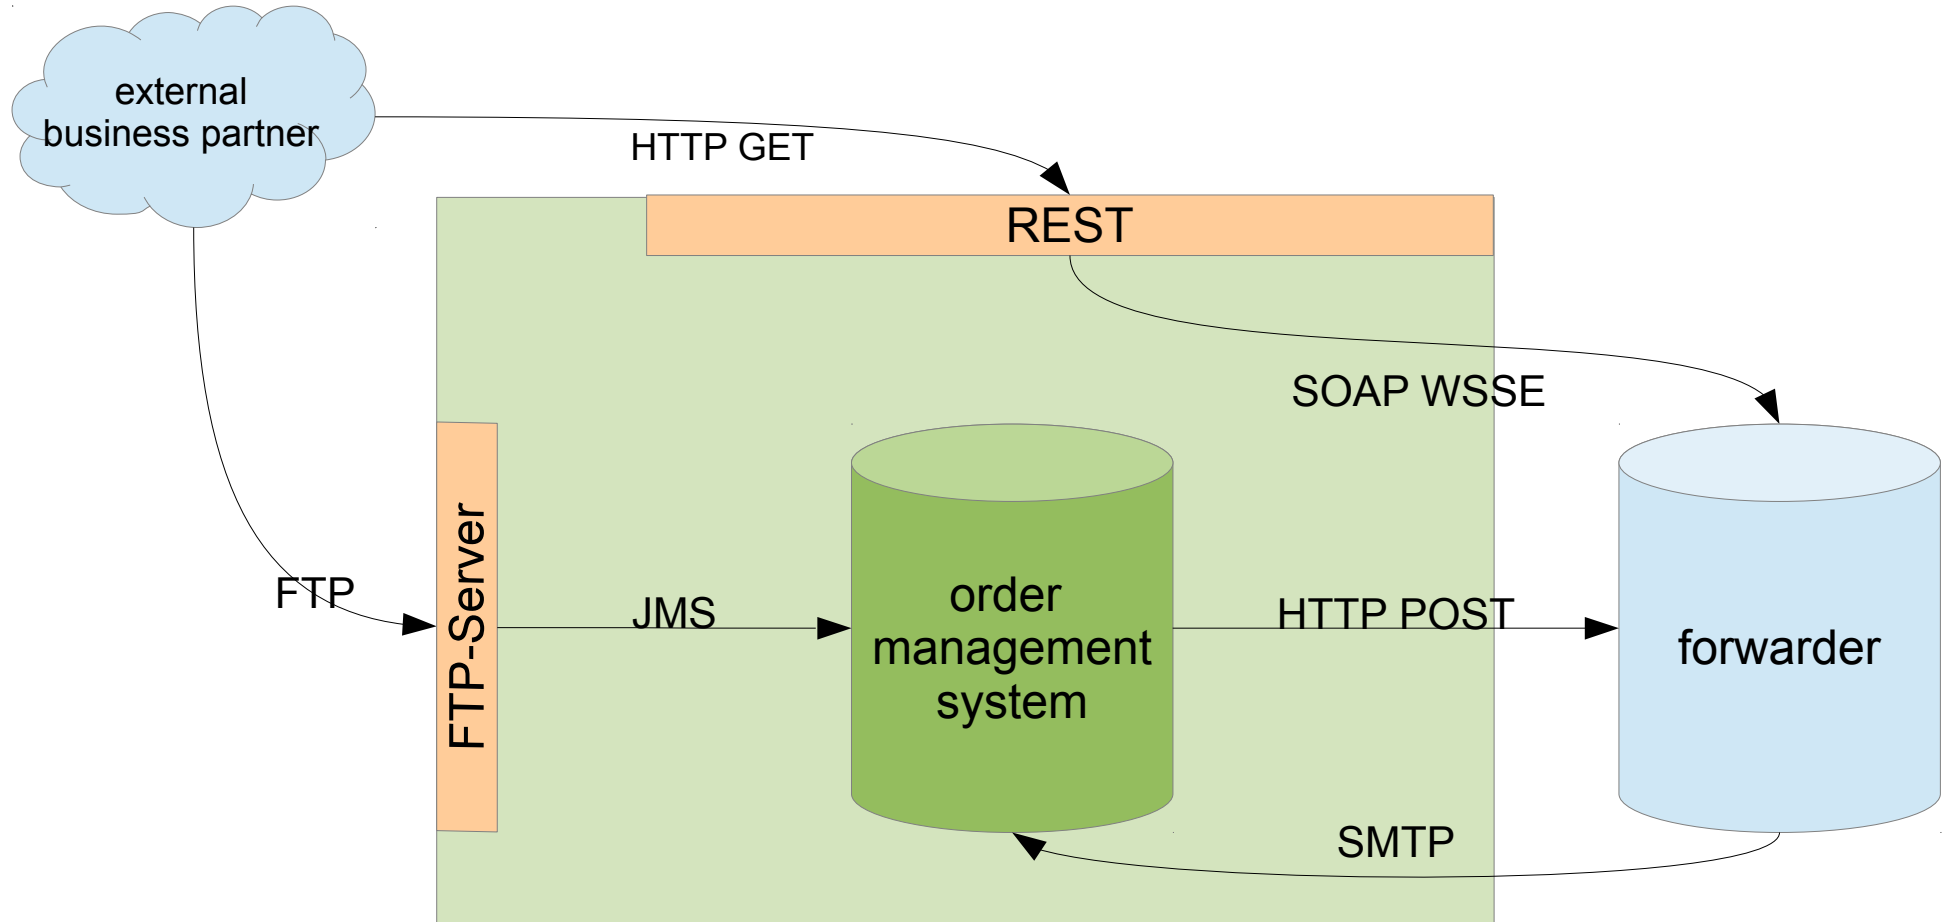 external
business partner
HTTP GET
REST
SOAP WSSE
FTP-Server
FTP
JMS
order
management
system
HTTP POST
forwarder
SMTP